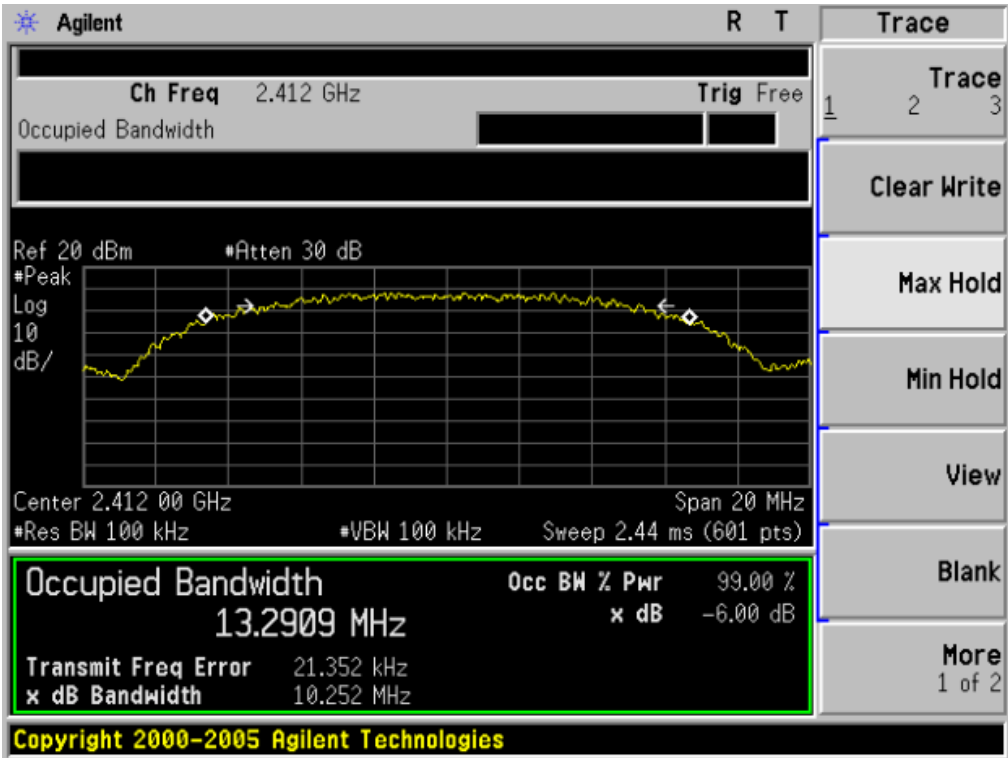 Agilent R T Trace
Ch Freq 2.412 GHz Trig Free
Occupied Bandwidth
Trace
1 2 3
Clear Write
Max Hold
Min Hold
View
Blank
More
1 of 2
Ref 20 dBm #Atten 30 dB
#Peak
Log
10
dB/
Center 2.412 00 GHz Span 20 MHz
#Res BW 100 kHz #VBW 100 kHz Sweep 2.44 ms (601 pts)
Occupied Bandwidth Occ BW % Pwr 99.00 %
13.2909 MHz x dB -6.00 dB
Transmit Freq Error 21.352 kHz
x dB Bandwidth 10.252 MHz
Copyright 2000-2005 Agilent Technologies